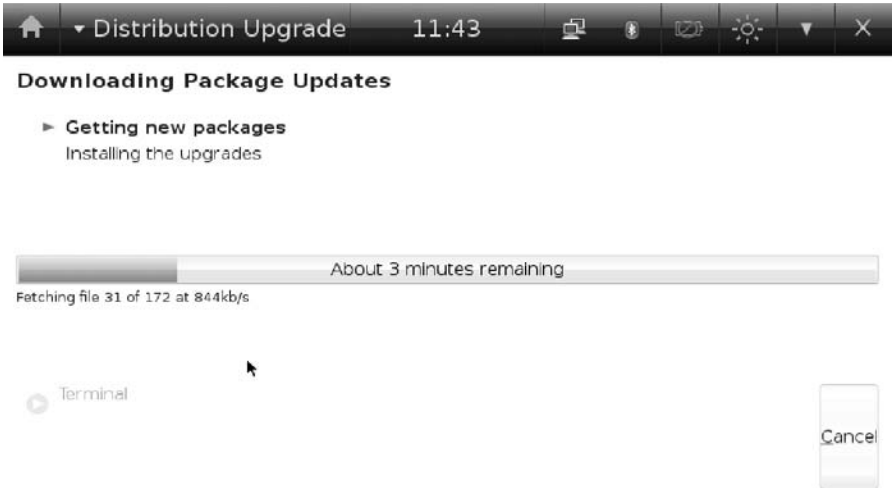 Distribution Upgrade 11:43
Downloading Package Updates
Getting new packages
Installing the upgrades
About 3 minutes remaining
Fetching file 31 of 172 at 844kb/s
Terminal
Cancel